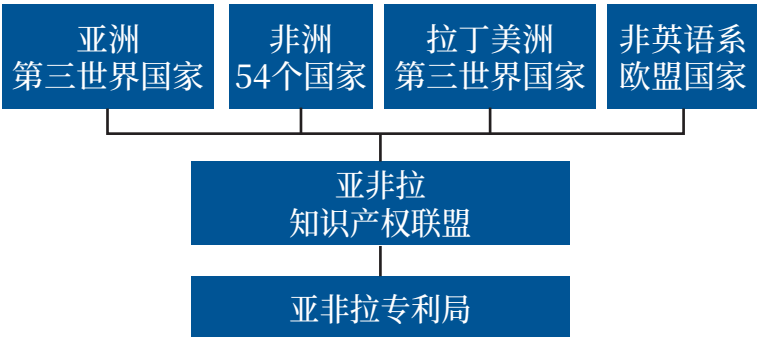 亚洲
第三世界国家
非洲
54个国家
拉丁美洲
第三世界国家
非英语系
欧盟国家
亚非拉
知识产权联盟
亚非拉专利局